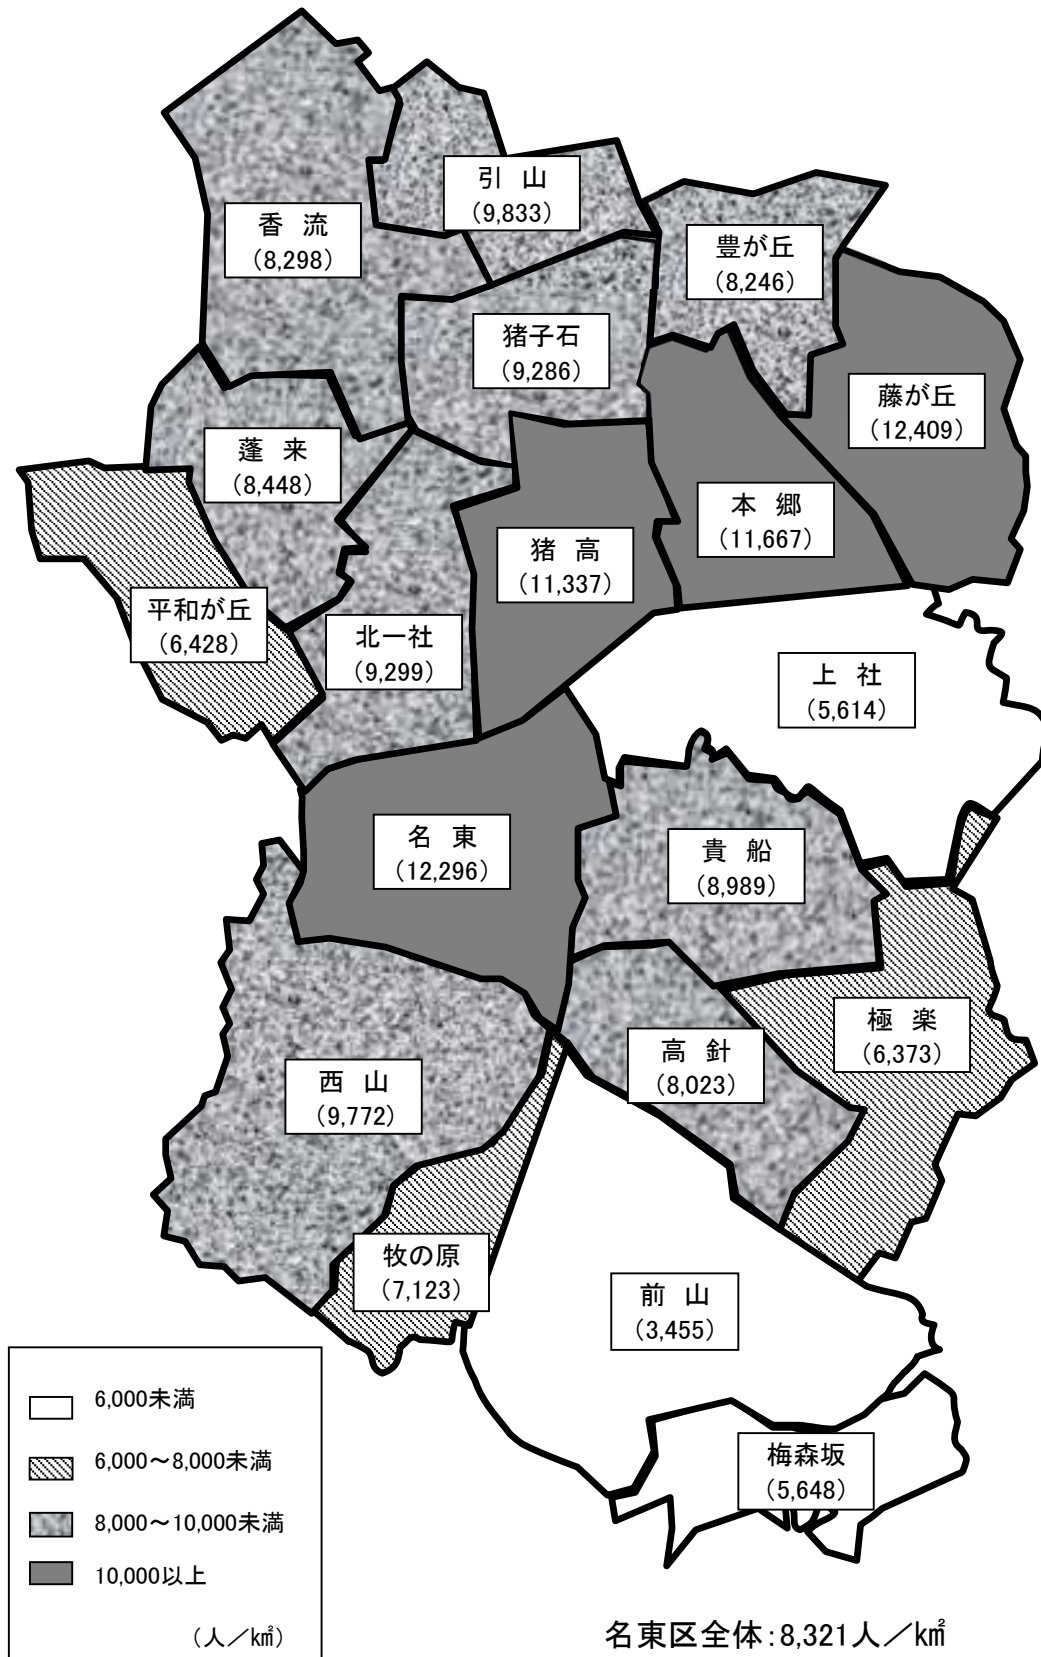 引 山
(9,833)
香 流
(8,298)
豊が丘
(8,246)
猪子石
(9,286)
藤が丘
(12,409)
蓬 来
(8,448)
本 郷
(11,667)
猪 高
(11,337)
平和が丘
(6,428)
北一社
(9,299)
上 社
(5,614)
名 東
(12,296)
貴 船
(8,989)
極 楽
(6,373)
高 針
(8,023)
西 山
(9,772)
牧の原
(7,123)
前 山
(3,455)
梅森坂
(5,648)
6,000未満
6,000～8,000未満
8,000～10,000未満
10,000以上
(人／k㎡)
名東区全体:8,321人／k㎡